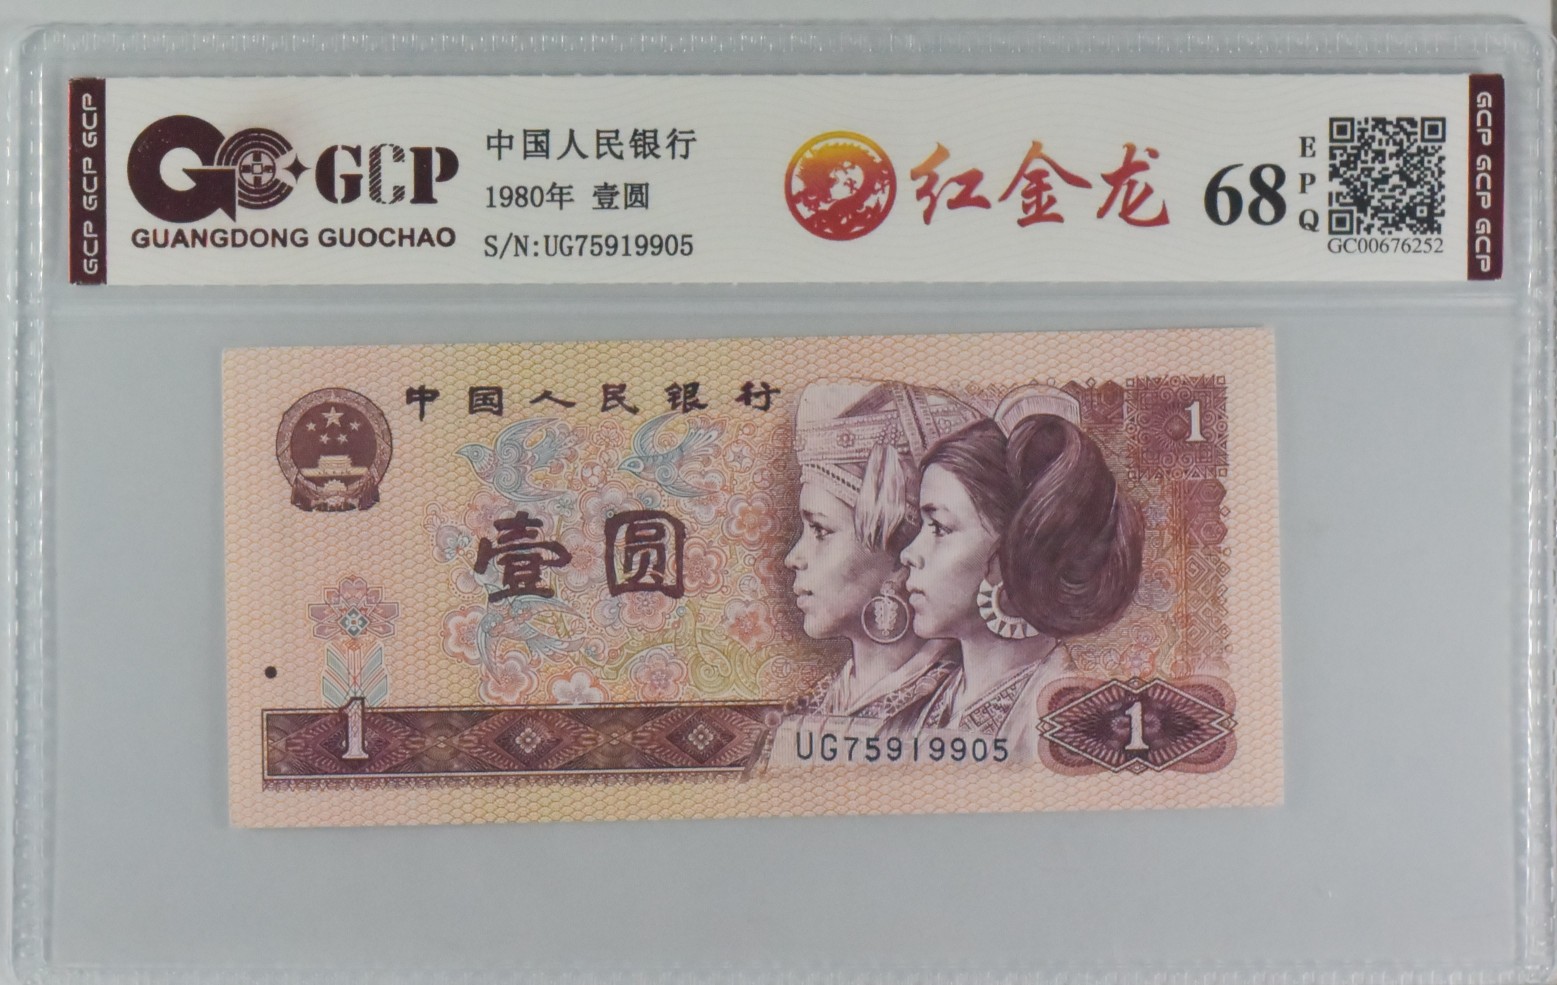 GCP GCP GCP
GCP
GUANGDONG GUOCHAO
中国人民银行
1980年 壹圆
S/N:UG75919905
红金龙
68
EPQ
GC00676252
GCP GCP GCP
中国人民银行
1
壹圆
1
UG75919905
1